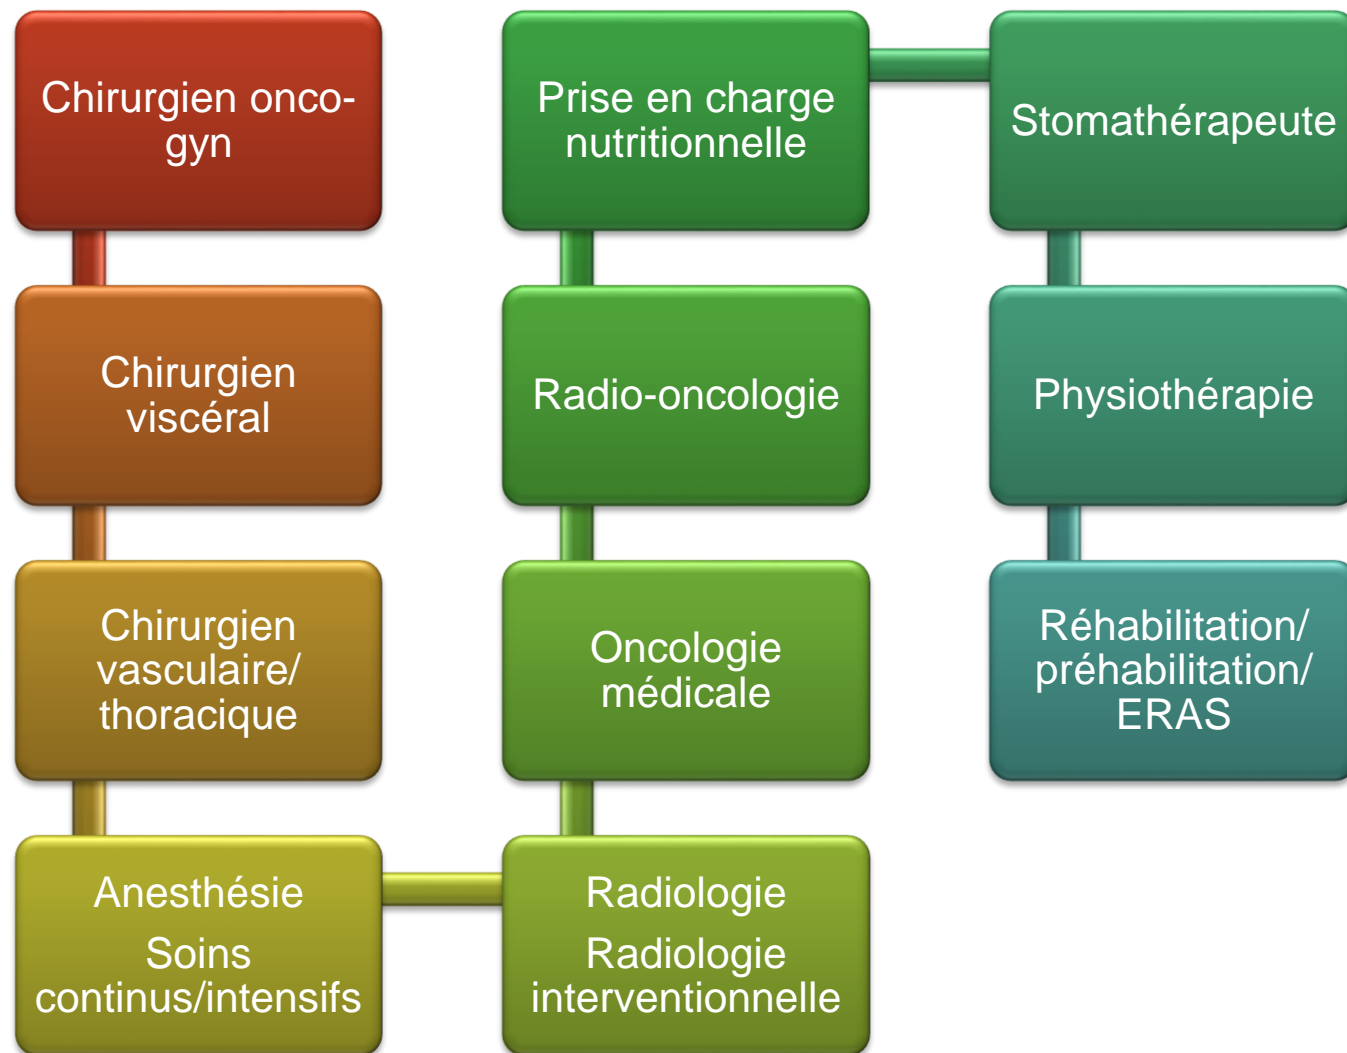 Chirurgien onco-
gyn
Chirurgien
viscéral
Chirurgien
vasculaire/
thoracique
Anesthésie
Soins
continus/intensifs
Radiologie
Radiologie
interventionnelle
Oncologie
médicale
Radio-oncologie
Prise en charge
nutritionnelle
Stomathérapeute
Physiothérapie
Réhabilitation/
préhabilitation/
ERAS